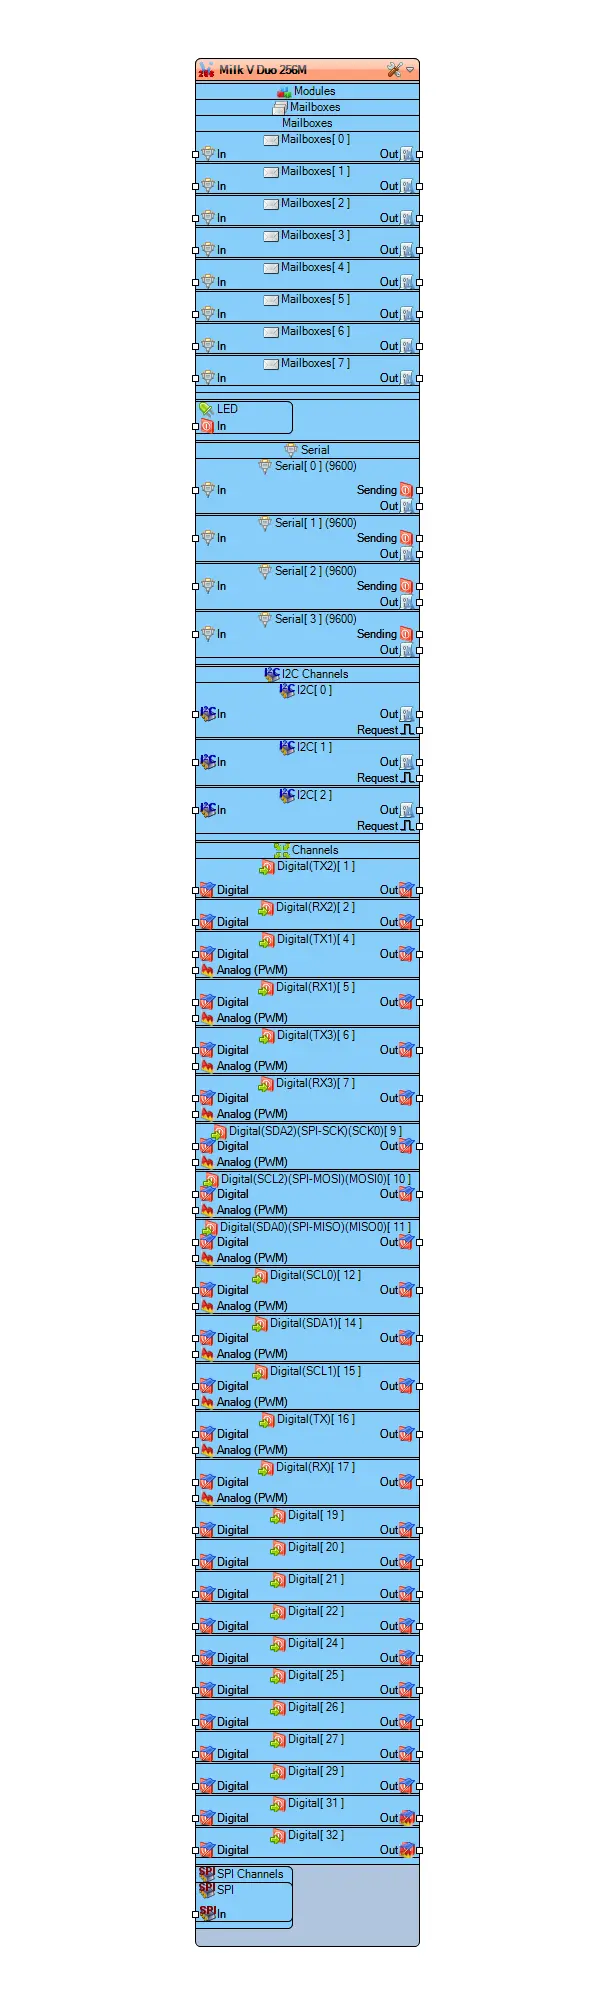 Milk V Duo 256M
Modules
Mailboxes
Mailboxes
Mailboxes[ 0 ]
In Out
Mailboxes[ 1 ]
In Out
Mailboxes[ 2 ]
In Out
Mailboxes[ 3 ]
In Out
Mailboxes[ 4 ]
In Out
Mailboxes[ 5 ]
In Out
Mailboxes[ 6 ]
In Out
Mailboxes[ 7 ]
In Out
LED
In
Serial
Serial[ 0 ] (9600)
In Sending
Out
Serial[ 1 ] (9600)
In Sending
Out
Serial[ 2 ] (9600)
In Sending
Out
Serial[ 3 ] (9600)
In Sending
Out
I2C Channels
I2C[ 0 ]
In Out
Request
I2C[ 1 ]
In Out
Request
I2C[ 2 ]
In Out
Request
Channels
Digital(TX2)[ 1 ]
Digital Out
Digital(RX2)[ 2 ]
Digital Out
Digital(TX1)[ 4 ]
Digital Out
Analog (PWM)
Digital(RX1)[ 5 ]
Digital Out
Analog (PWM)
Digital(TX3)[ 6 ]
Digital Out
Analog (PWM)
Digital(RX3)[ 7 ]
Digital Out
Analog (PWM)
Digital(SDA2)(SPI-SCK)(SCK0)[ 9 ]
Digital Out
Analog (PWM)
Digital(SCL2)(SPI-MOSI)(MOSI0)[ 10 ]
Digital Out
Analog (PWM)
Digital(SDA0)(SPI-MISO)(MISO0)[ 11 ]
Digital Out
Analog (PWM)
Digital(SCL0)[ 12 ]
Digital Out
Analog (PWM)
Digital(SDA1)[ 14 ]
Digital Out
Analog (PWM)
Digital(SCL1)[ 15 ]
Digital Out
Analog (PWM)
Digital(TX)[ 16 ]
Digital Out
Analog (PWM)
Digital(RX)[ 17 ]
Digital Out
Analog (PWM)
Digital[ 19 ]
Digital Out
Digital[ 20 ]
Digital Out
Digital[ 21 ]
Digital Out
Digital[ 22 ]
Digital Out
Digital[ 24 ]
Digital Out
Digital[ 25 ]
Digital Out
Digital[ 26 ]
Digital Out
Digital[ 27 ]
Digital Out
Digital[ 29 ]
Digital Out
Digital[ 31 ]
Digital Out
Digital[ 32 ]
Digital Out
SPI Channels
SPI
In